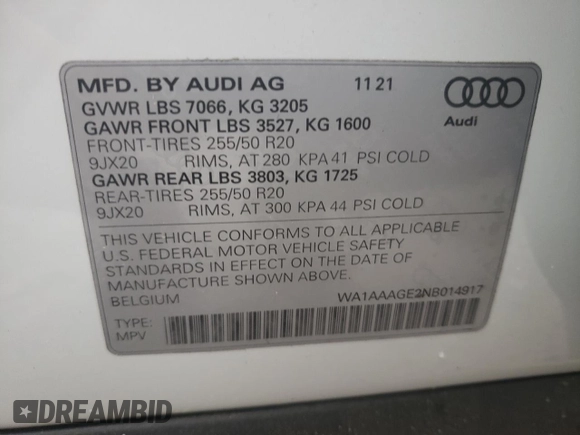 MFD. BY AUDI AG 11 21
GVWR LBS 7066, KG 3205
GAWR FRONT LBS 3527, KG 1600
FRONT-TIRES 255/50 R20
9JX20 RIMS, AT 280 KPA 41 PSI COLD
GAWR REAR LBS 3803, KG 1725
REAR-TIRES 255/50 R20
9JX20 RIMS, AT 300 KPA 44 PSI COLD
Audi
THIS VEHICLE CONFORMS TO ALL APPLICABLE
U.S. FEDERAL MOTOR VEHICLE SAFETY
STANDARDS IN EFFECT ON THE DATE OF
MANUFACTURE SHOWN ABOVE.
BELGIUM WA1AAAGE2NB014917
TYPE:
MPV
DREAMBID